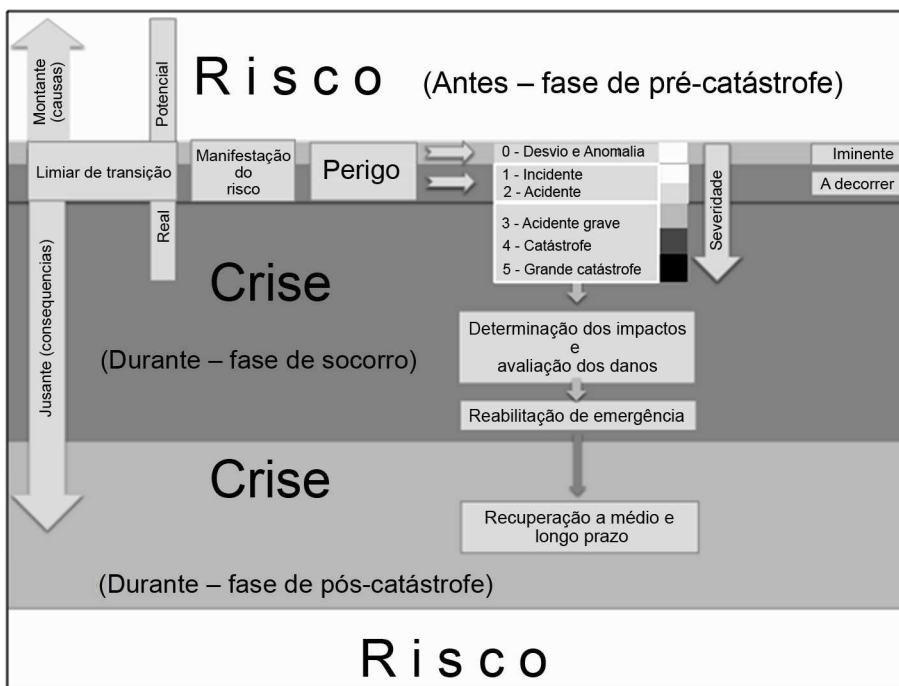 Montante
(causas)
Potencial
R i s c o (Antes – fase de pré-catástrofe)
Limiar de transição
Manifestação
do
risco
Perigo
0 - Desvio e Anomalia
1 - Incidente
2 - Acidente
3 - Acidente grave
4 - Catástrofe
5 - Grande catástrofe
Severidade
Iminente
A decorrer
Real
Jusante (consequencias)
Crise
(Durante – fase de socorro)
Determinação dos impactos
e
avaliação dos danos
Reabilitação de emergência
Crise
Recuperação a médio e
longo prazo
(Durante – fase de pós-catástrofe)
R i s c o